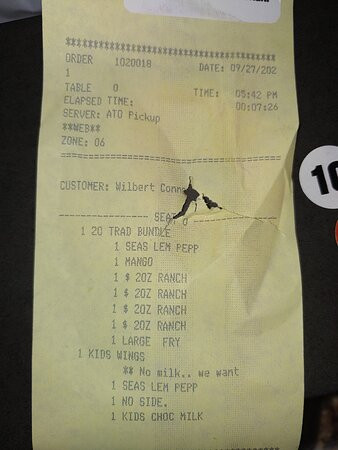 ORDER 1020018 DATE: 09/27/202
1
TABLE 0 TIME: 05:42 PM
ELAPSED TIME: 00:07:26
SERVER: ATO Pickup
**WEB**
ZONE: 06
CUSTOMER: Wilbert
1 20 TRAD BUNDLE
1 SEAS LEM PEPP
1 MANGO
1 $ 2OZ RANCH
1 $ 2OZ RANCH
1 $ 2OZ RANCH
1 $ 2OZ RANCH
1 LARGE FRY
1 KIDS WINGS
** No milk.. we want
1 SEAS LEM PEPP
1 NO SIDE.
1 KIDS CHOC MILK
10